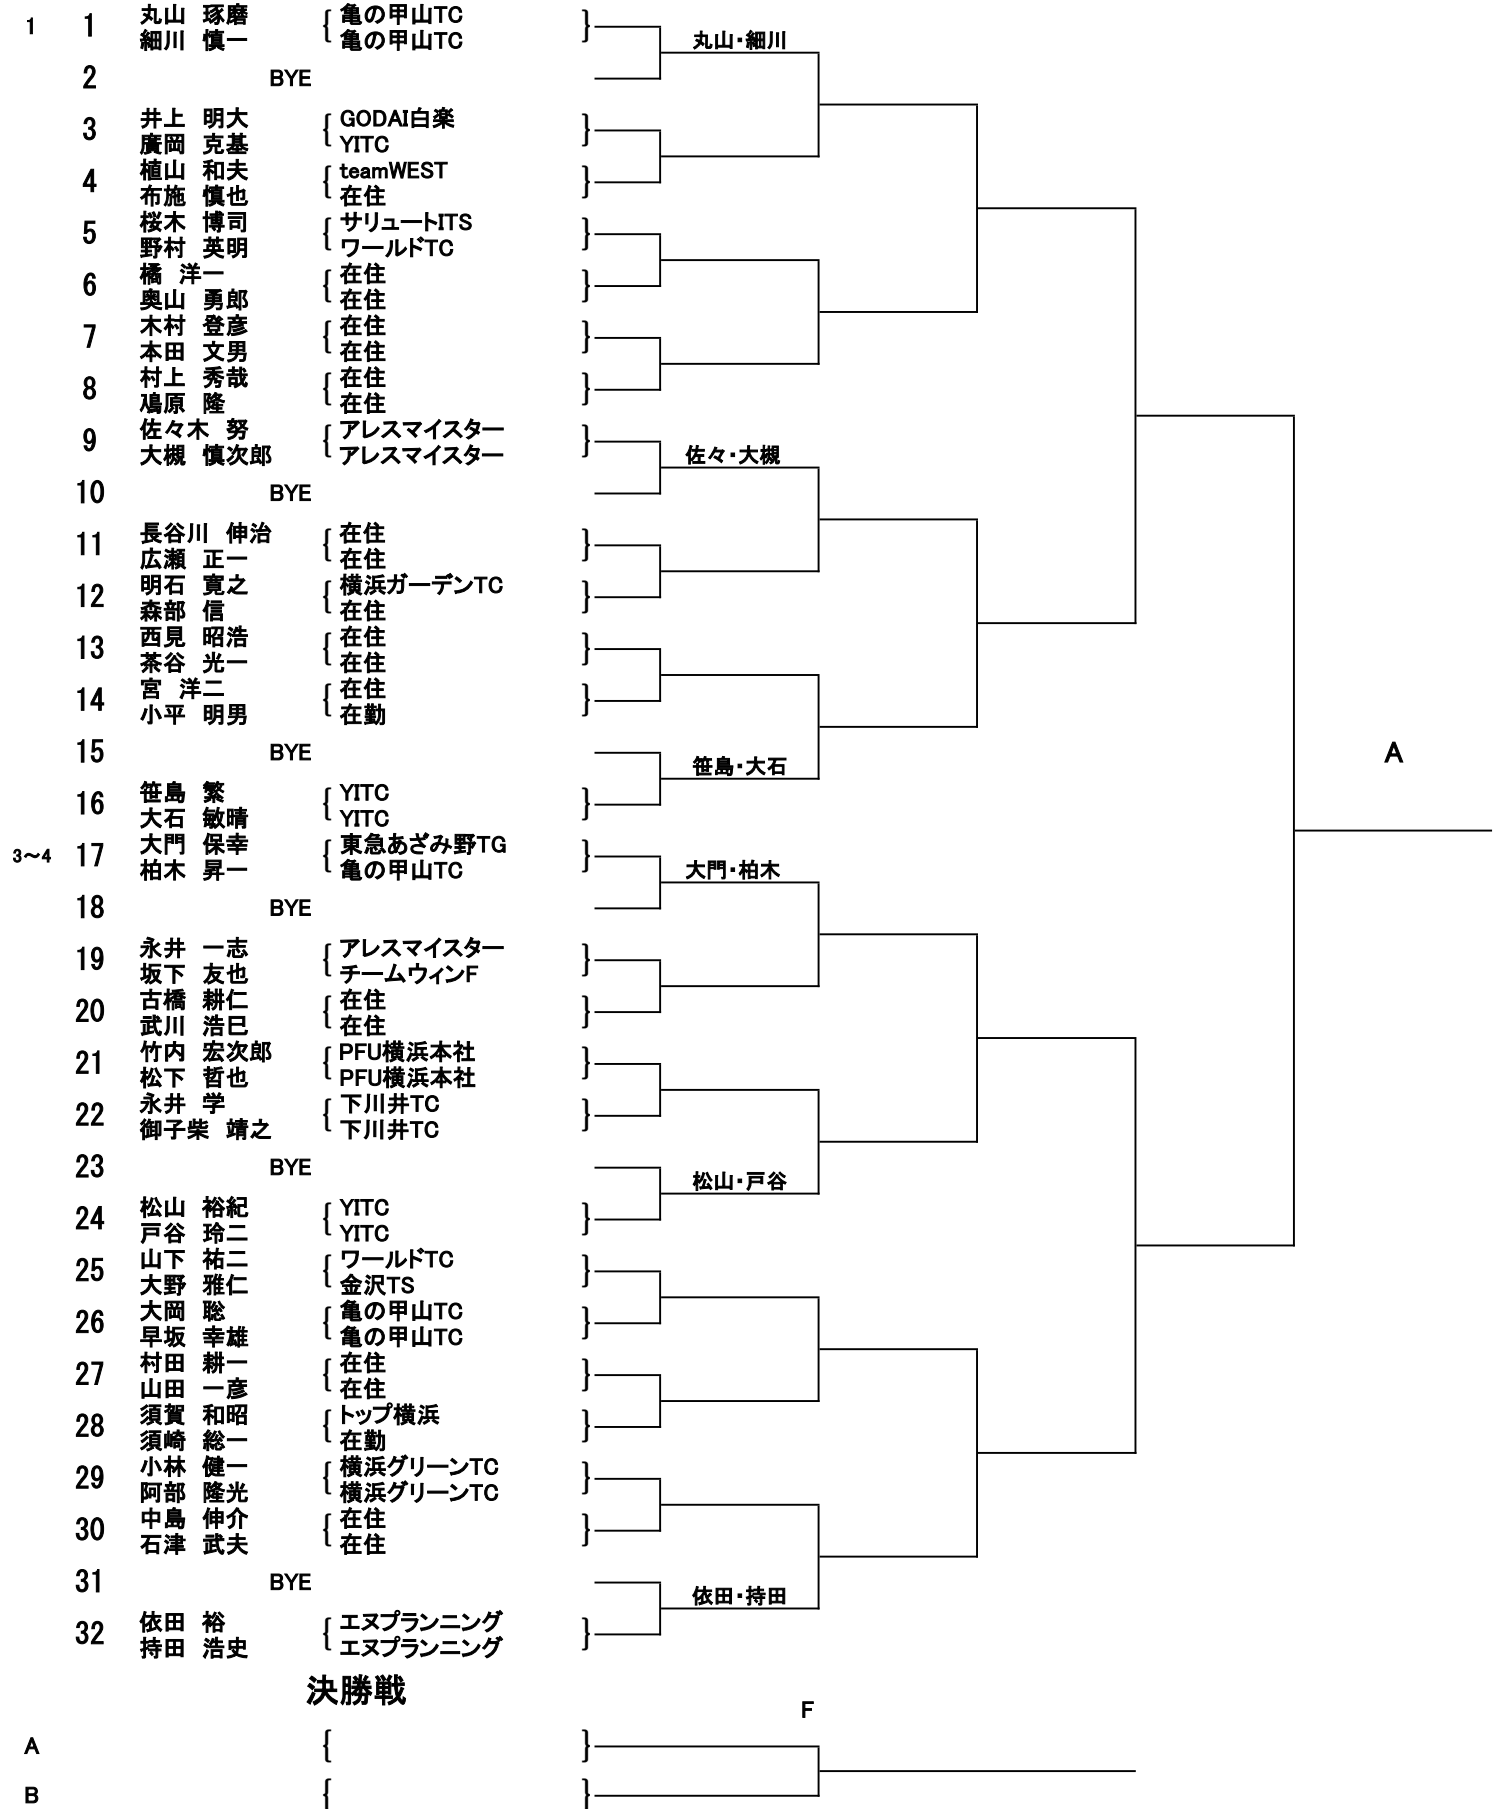 1 1 丸山 琢磨 { 亀の甲山TC }
細川 慎一 亀の甲山TC 丸山・細川
2 BYE
3 井上 明大 { GODAI白楽 }
廣岡 克基 YITC
4 植山 和夫 { teamWEST }
布施 慎也 在住
5 桜木 博司 { サリュートITS }
野村 英明 ワールドTC
6 橘 洋一 { 在住 }
奥山 勇郎 在住
7 木村 登彦 { 在住 }
本田 文男 在住
8 村上 秀哉 { 在住 }
鳰原 隆 在住
9 佐々木 努 { アレスマイスター }
大槻 慎次郎 アレスマイスター 佐々・大槻
10 BYE
11 長谷川 伸治 { 在住 }
広瀬 正一 在住
12 明石 寛之 { 横浜ガーデンTC }
森部 信 在住
13 西見 昭浩 { 在住 }
茶谷 光一 在住
14 宮 洋二 { 在住 }
小平 明男 在勤
15 BYE A
笹島・大石
16 笹島 繁 { YITC }
大石 敏晴 YITC
3～4 17 大門 保幸 { 東急あざみ野TG }
柏木 昇一 亀の甲山TC 大門・柏木
18 BYE
19 永井 一志 { アレスマイスター }
坂下 友也 チームウィンF
20 古橋 耕仁 { 在住 }
武川 浩巳 在住
21 竹内 宏次郎 { PFU横浜本社 }
松下 哲也 PFU横浜本社
22 永井 学 { 下川井TC }
御子柴 靖之 下川井TC
23 BYE
松山・戸谷
24 松山 裕紀 { YITC }
戸谷 玲二 YITC
25 山下 祐二 { ワールドTC }
大野 雅仁 金沢TS
26 大岡 聡 { 亀の甲山TC }
早坂 幸雄 亀の甲山TC
27 村田 耕一 { 在住 }
山田 一彦 在住
28 須賀 和昭 { トップ横浜 }
須崎 総一 在勤
29 小林 健一 { 横浜グリーンTC }
阿部 隆光 横浜グリーンTC
30 中島 伸介 { 在住 }
石津 武夫 在住
31 BYE
依田・持田
32 依田 裕 { エヌプランニング }
持田 浩史 エヌプランニング
決勝戦
F
A { }
B { }